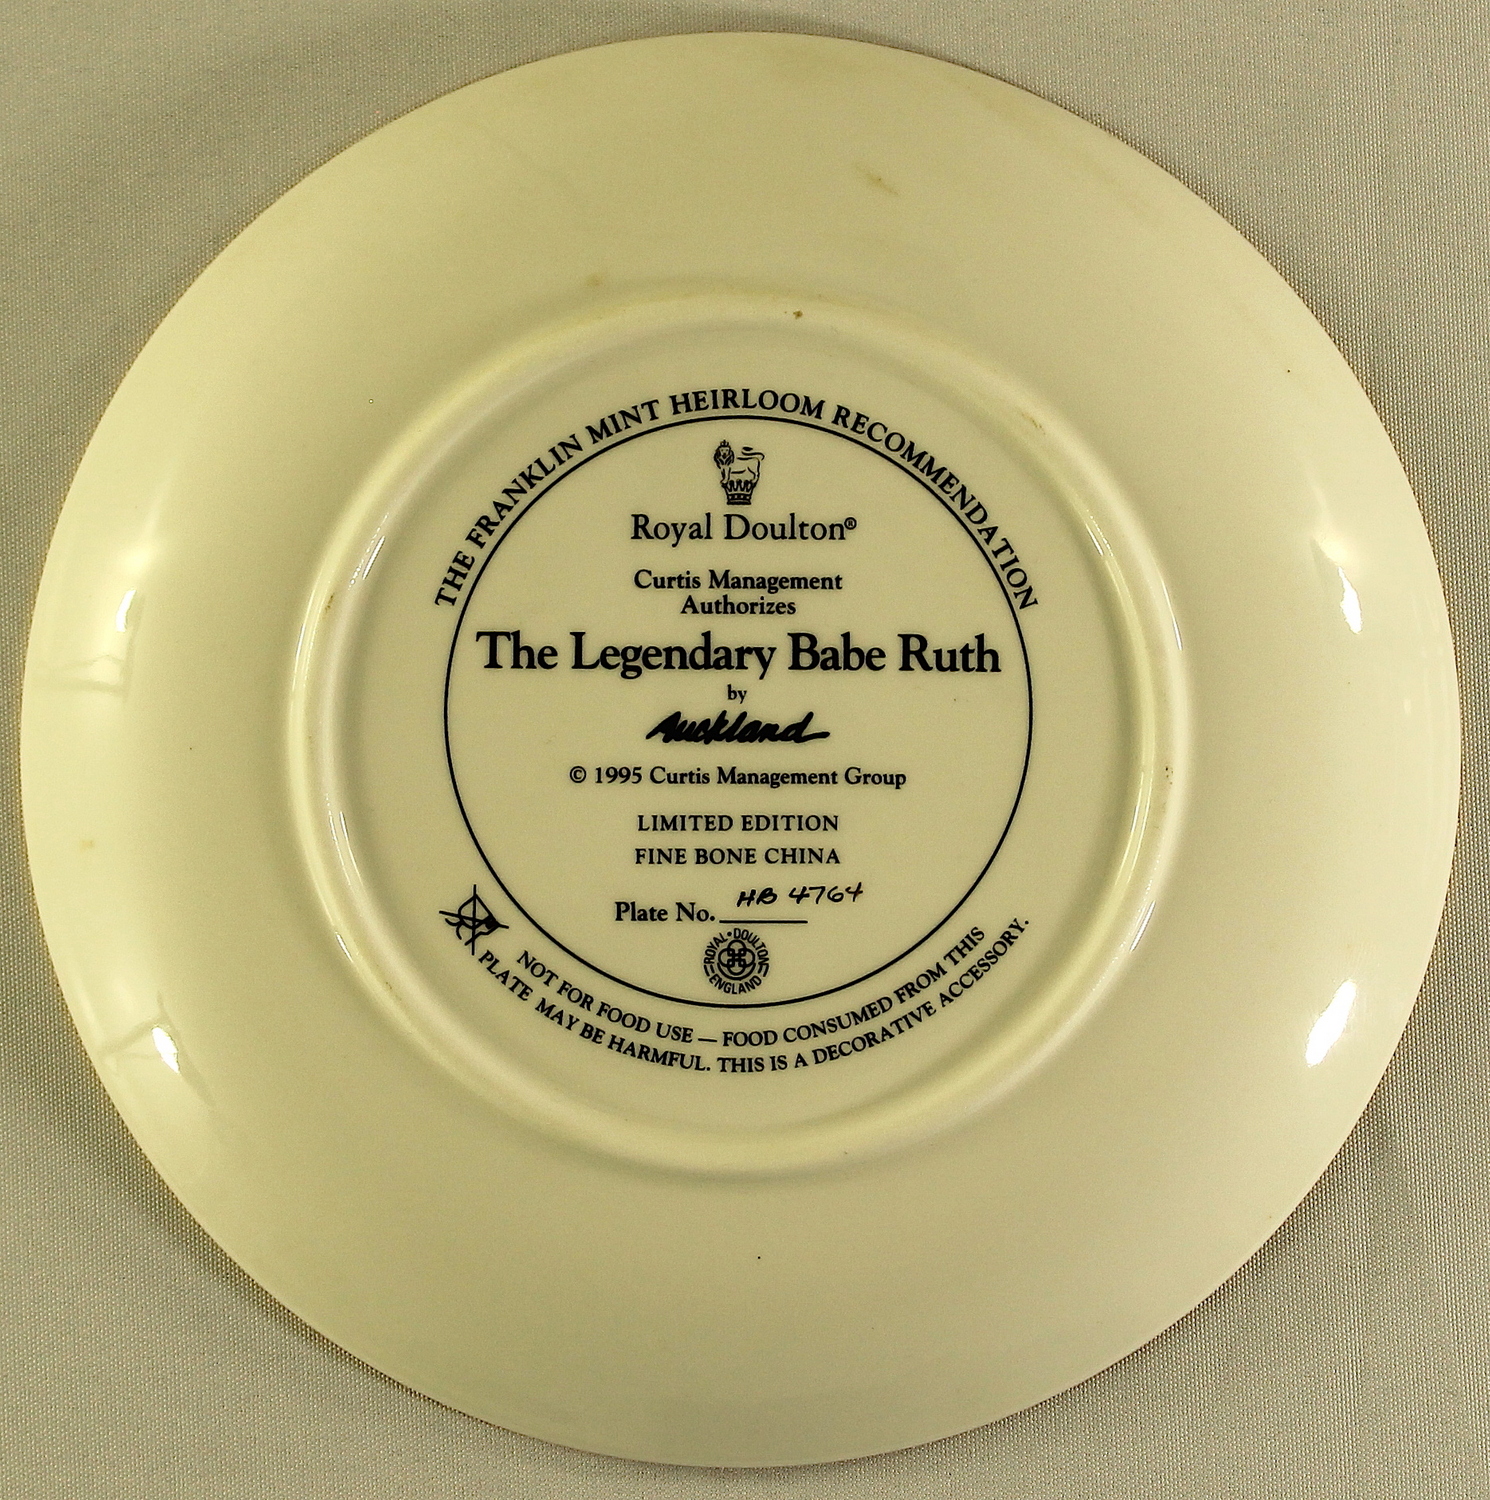 THE FRANKLIN MINT HEIRLOOM RECOMMENDATION
Royal Doulton®
Curtis Management
Authorizes
The Legendary Babe Ruth
by
Auckland
© 1995 Curtis Management Group
LIMITED EDITION
FINE BONE CHINA
Plate No. HB 4764
ROYAL • DOULTON
ENGLAND
NOT FOR FOOD USE — FOOD CONSUMED FROM THIS
PLATE MAY BE HARMFUL. THIS IS A DECORATIVE ACCESSORY.